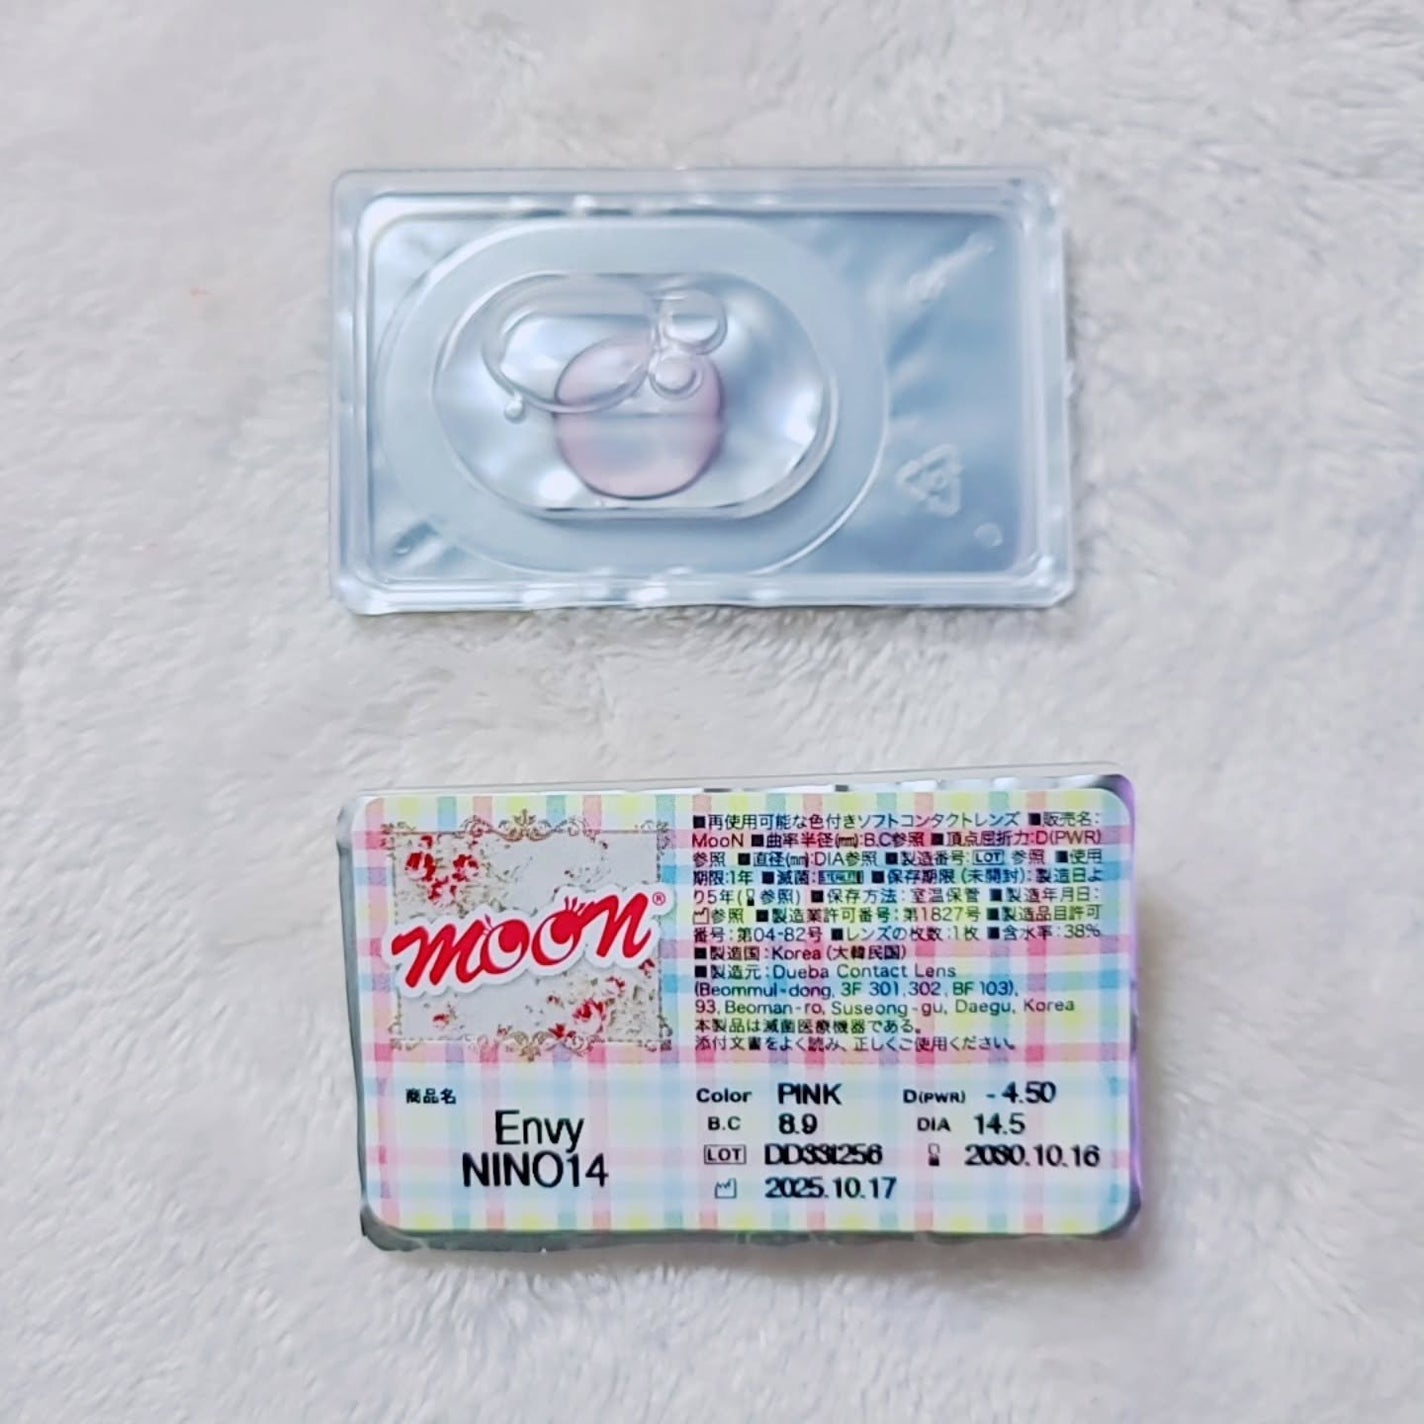 ■再使用可能な色付きソフトコンタクトレンズ ■販売名:
MooN ■曲率半径(㎜):B.C参照 ■頂点屈折力:D(PWR)
参照 ■直径(㎜):DIA参照 ■製造番号:LOT 参照 ■使用
期限:1年 ■滅菌: ■保存期限(未開封):製造日よ
り5年(参照) ■保存方法:室温保管 ■製造年月日:
参照 ■製造業許可番号:第1827号 ■製造品目許可
番号:第04-82号 ■レンズの枚数:1枚 ■含水率:38%
■製造国:Korea (大韓民国)
■製造元:Dueba Contact Lens
(Beommul-dong, 3F 301,302, BF 103),
93, Beoman-ro, Suseong-gu, Daegu, Korea
本製品は滅菌医療機器である。
添付文書をよく読み、正しくご使用ください。
MOON®
商品名
Envy
NINO14
Color PINK D(PWR) - 4.50
B.C 8.9 DIA 14.5
LOT DD331256 2030.10.16
2025.10.17